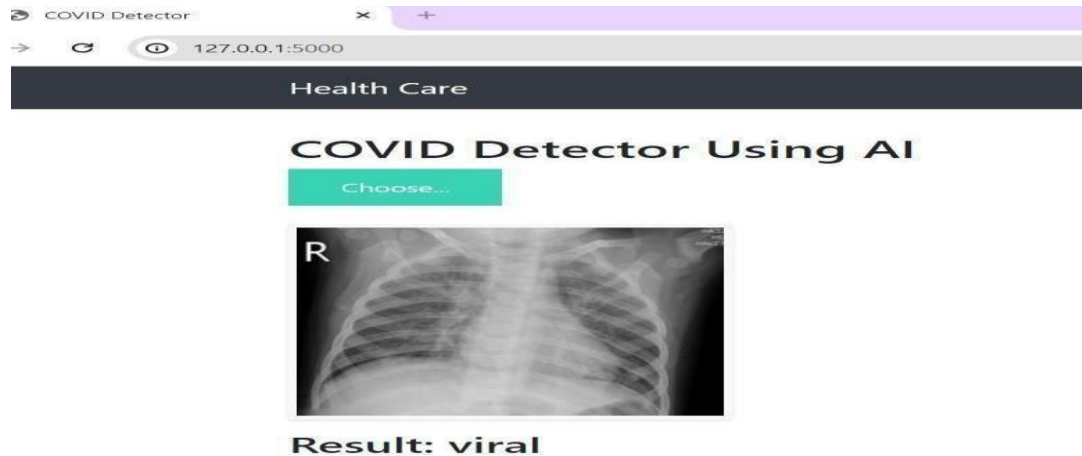 COVID Detector
127.0.0.1:5000
Health Care
COVID Detector Using AI
Choose...
R
Result: viral